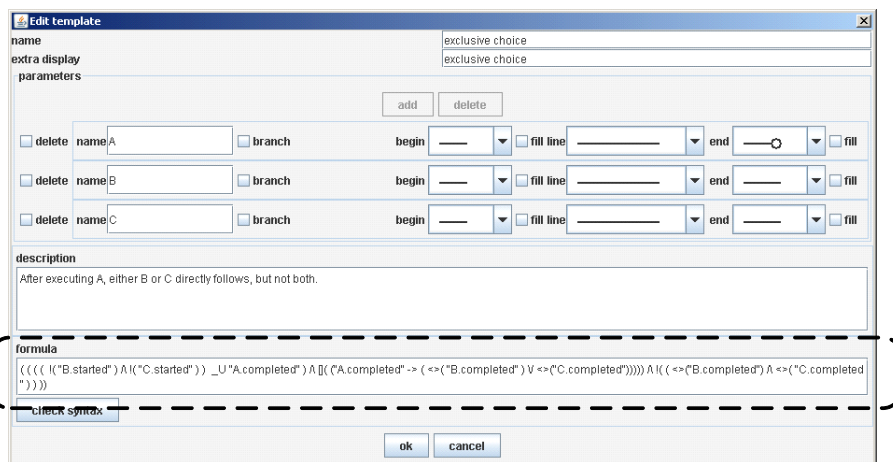 Edit template
name exclusive choice
extra display exclusive choice
parameters
add delete
delete name A branch begin fill line end fill
delete name B branch begin fill line end fill
delete name C branch begin fill line end fill
description
After executing A, either B or C directly follows, but not both.
formula
( ( ( ( !("B.started" ) /\ !("C.started" ) ) _U "A.completed" ) /\ []( ("A.completed" -> ( <>( "B.completed" ) \/ <>("C.completed"))))) /\ !( ( <>("B.completed") /\ <>( "C.completed
" ) ) ) )
check syntax
ok cancel